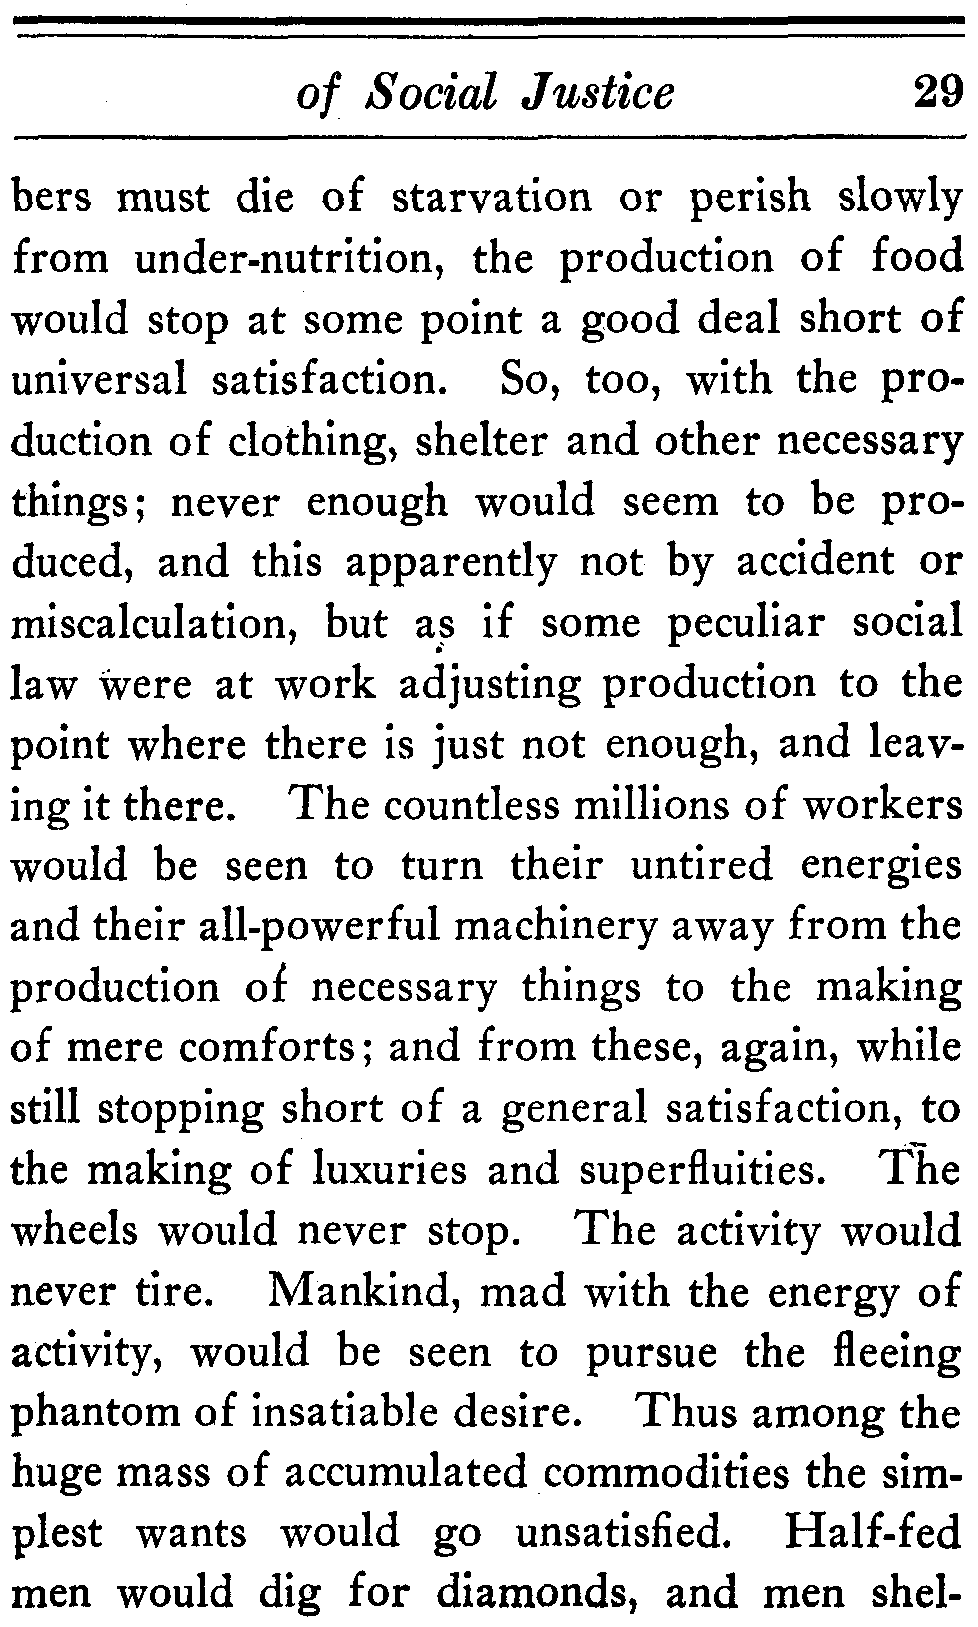 of Social Justice 29
bers must die of starvation or perish slowly
from under-nutrition, the production of food
would stop at some point a good deal short of
universal satisfaction. So, too, with the pro-
duction of clothing, shelter and other necessary
things; never enough would seem to be pro-
duced, and this apparently not by accident or
miscalculation, but as if some peculiar social
law were at work adjusting production to the
point where there is just not enough, and leav-
ing it there. The countless millions of workers
would be seen to turn their untired energies
and their all-powerful machinery away from the
production of necessary things to the making
of mere comforts; and from these, again, while
still stopping short of a general satisfaction, to
the making of luxuries and superfluities. The
wheels would never stop. The activity would
never tire. Mankind, mad with the energy of
activity, would be seen to pursue the fleeing
phantom of insatiable desire. Thus among the
huge mass of accumulated commodities the sim-
plest wants would go unsatisfied. Half-fed
men would dig for diamonds, and men shel-